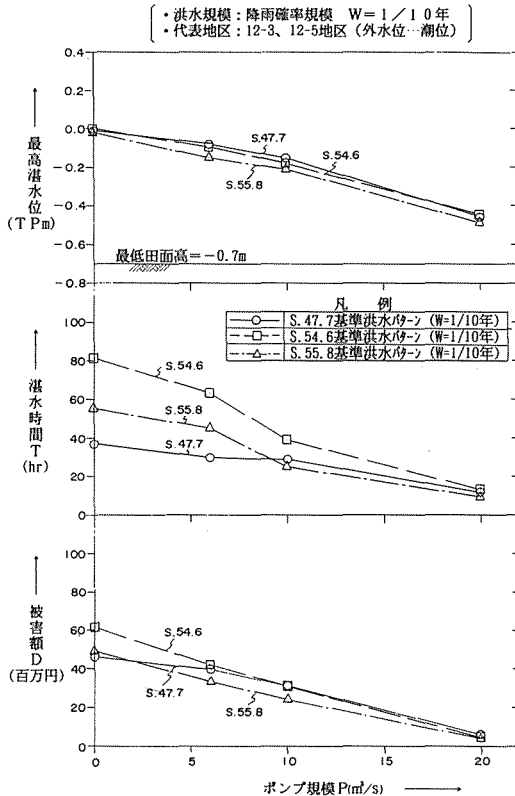 ・洪水規模：降雨確率規模 W＝1／10年
・代表地区：12-3、12-5地区（外水位…潮位）
0.4
0.2
0.0
-0.2
-0.4
-0.6
-0.8
最高湛水位
(TPm)
S.47.7
S.54.6
S.55.8
最低田面高＝-0.7m
凡 例
S.47.7基準洪水パターン (W=1/10年)
S.54.6基準洪水パターン (W=1/10年)
S.55.8基準洪水パターン (W=1/10年)
100
80
60
40
20
0
湛水時間T
(hr)
S.54.6
S.55.8
S.47.7
100
80
60
40
20
0
被害額D
(百万円)
S.54.6
S.47.7
S.55.8
0
5
10
15
20
ポンプ規模P(m³/s)